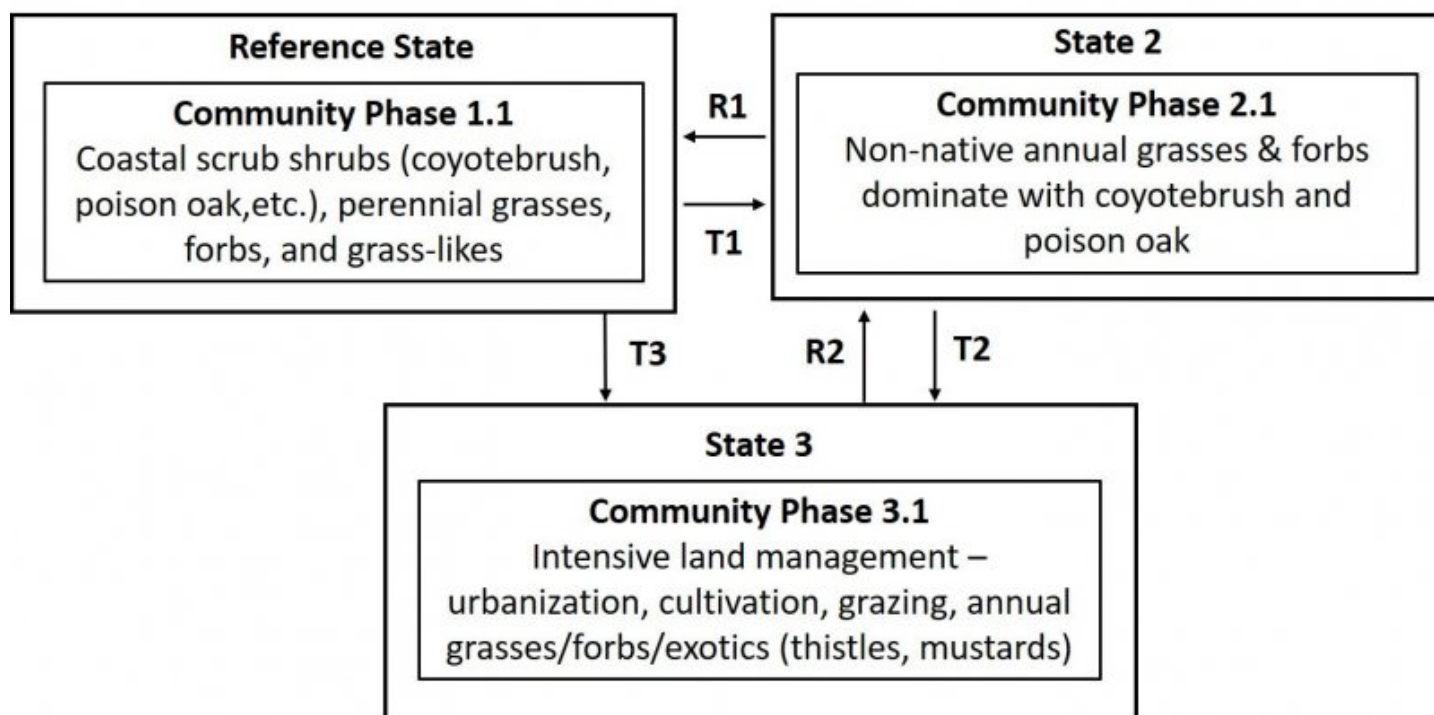 Reference State
Community Phase 1.1
Coastal scrub shrubs (coyotebrush,
poison oak,etc.), perennial grasses,
forbs, and grass-likes
R1
T1
State 2
Community Phase 2.1
Non-native annual grasses & forbs
dominate with coyotebrush and
poison oak
T3
R2
T2
State 3
Community Phase 3.1
Intensive land management –
urbanization, cultivation, grazing, annual
grasses/forbs/exotics (thistles, mustards)